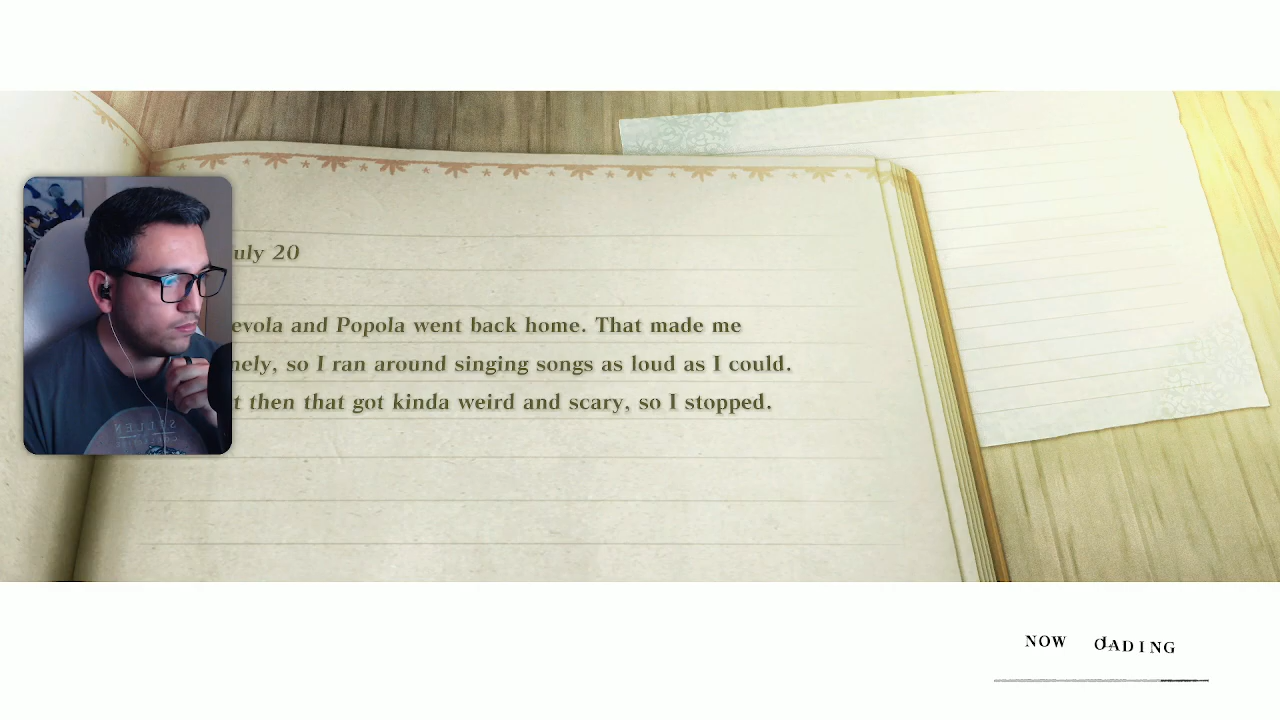 uly 20
evola and Popola went back home. That made me
nely, so I ran around singing songs as loud as I could.
t then that got kinda weird and scary, so I stopped.
NOW LOADING